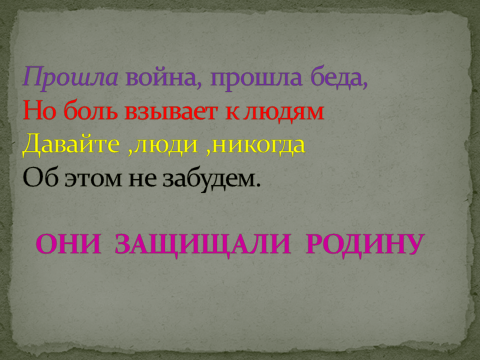 Прошла война, прошла беда,
Но боль взывает к людям
Давайте ,люди ,никогда
Об этом не забудем.
ОНИ ЗАЩИЩАЛИ РОДИНУ